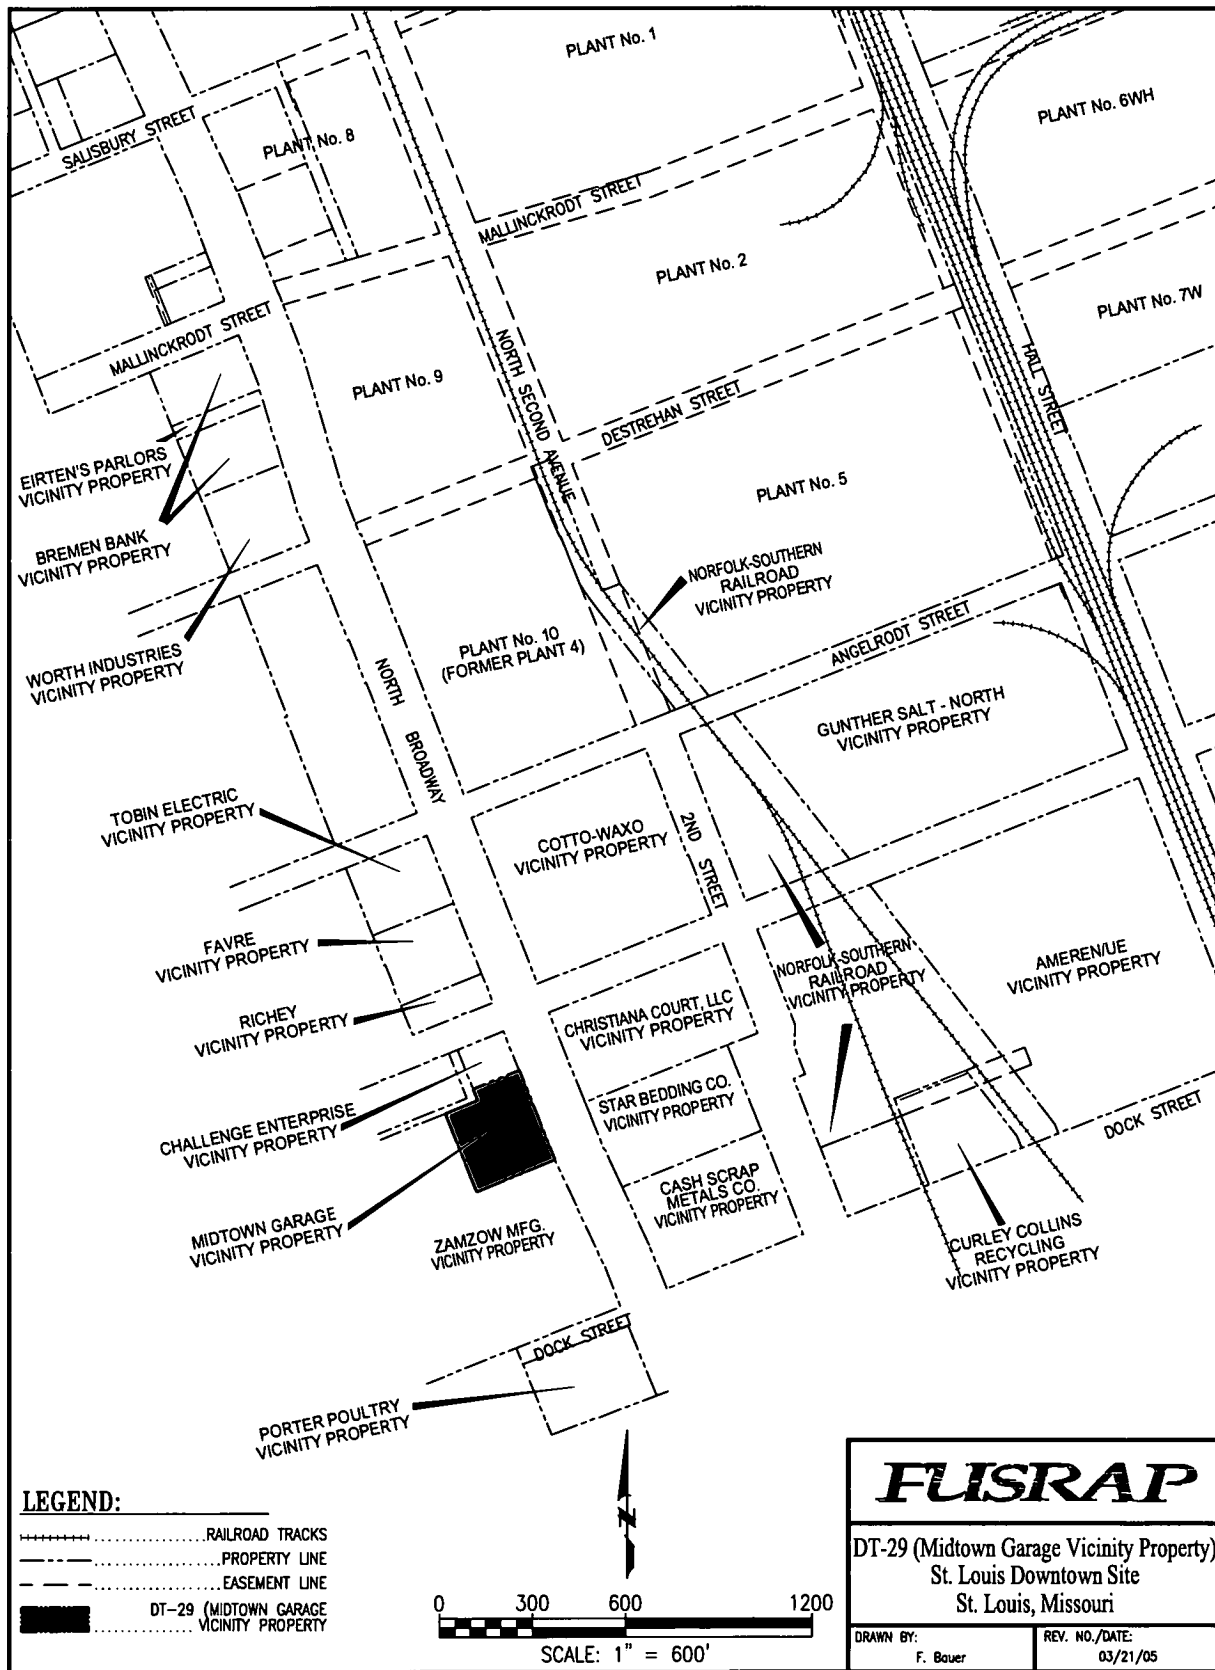 PLANT No. 1
PLANT No. 6WH
SALISBURY STREET
PLANT No. 8
MALLINCKRODT STREET
PLANT No. 2
PLANT No. 7W
MALLINCKRODT STREET
NORTH SECOND AVENUE
HALL STREET
PLANT No. 9
DESTREHAN STREET
EIRTEN'S PARLORS
VICINITY PROPERTY
PLANT No. 5
BREMEN BANK
VICINITY PROPERTY
NORFOLK-SOUTHERN
RAILROAD
VICINITY PROPERTY
WORTH INDUSTRIES
VICINITY PROPERTY
PLANT No. 10
(FORMER PLANT 4)
ANGELRODT STREET
NORTH BROADWAY
GUNTHER SALT - NORTH
VICINITY PROPERTY
TOBIN ELECTRIC
VICINITY PROPERTY
COTTO-WAXO
VICINITY PROPERTY
2ND STREET
FAVRE
VICINITY PROPERTY
NORFOLK-SOUTHERN
RAILROAD
VICINITY PROPERTY
AMEREN/UE
VICINITY PROPERTY
RICHEY
VICINITY PROPERTY
CHRISTIANA COURT, LLC
VICINITY PROPERTY
STAR BEDDING CO.
VICINITY PROPERTY
CHALLENGE ENTERPRISE
VICINITY PROPERTY
DOCK STREET
CASH SCRAP
METALS CO.
VICINITY PROPERTY
MIDTOWN GARAGE
VICINITY PROPERTY
ZAMZOW MFG.
VICINITY PROPERTY
CURLEY COLLINS
RECYCLING
VICINITY PROPERTY
DOCK STREET
PORTER POULTRY
VICINITY PROPERTY
N
LEGEND:
RAILROAD TRACKS
PROPERTY LINE
EASEMENT LINE
DT-29 (MIDTOWN GARAGE
VICINITY PROPERTY
0 300 600 1200
SCALE: 1" = 600'
FUSRAP
DT-29 (Midtown Garage Vicinity Property)
St. Louis Downtown Site
St. Louis, Missouri
DRAWN BY:
F. Bauer
REV. NO./DATE:
03/21/05